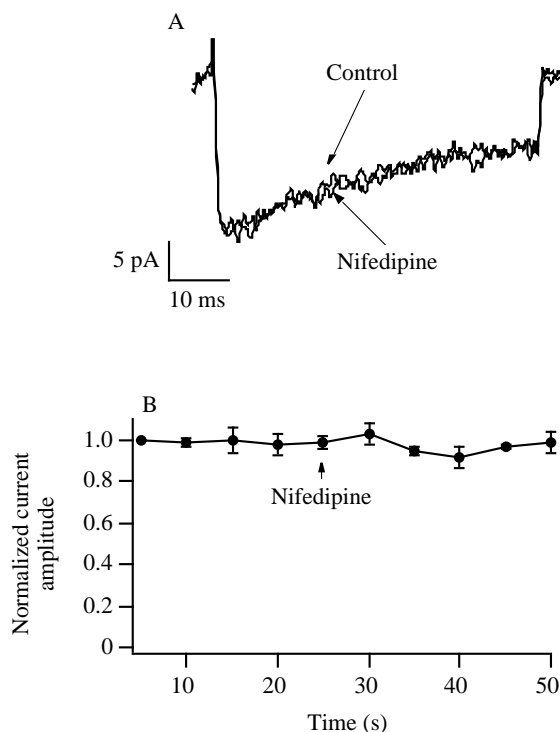 A
Control
5 pA
10 ms
Nifedipine
B
Normalized current
amplitude
1.0
0.8
0.6
0.4
0.2
0
Nifedipine
10 20 30 40 50
Time (s)